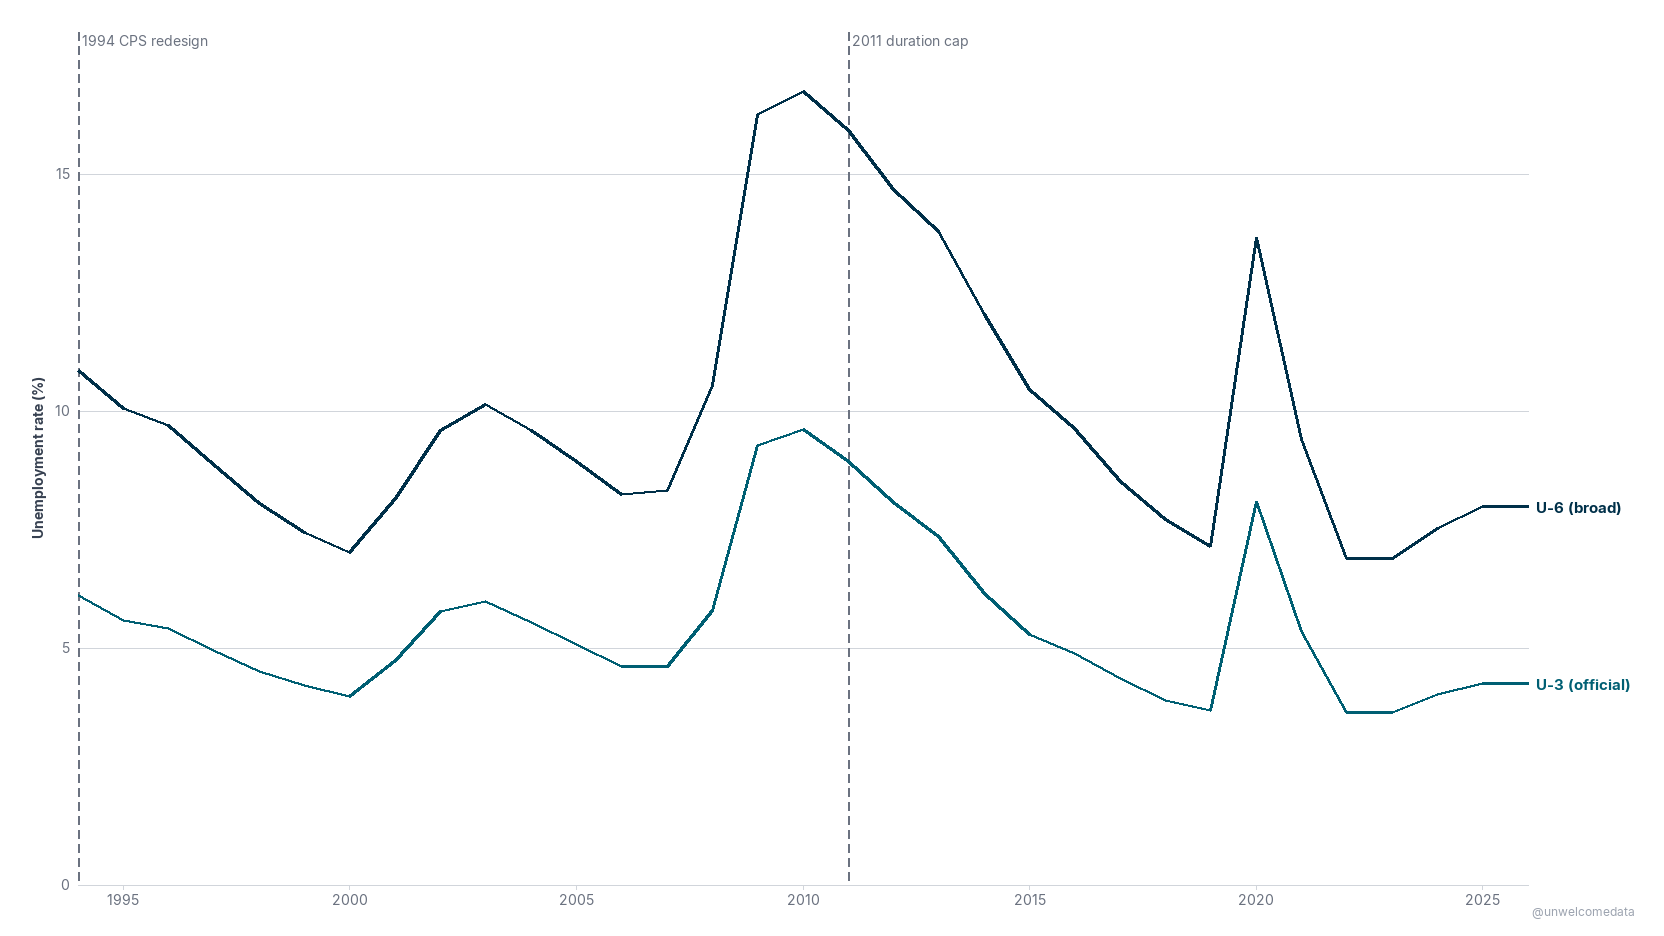 1994 CPS redesign
2011 duration cap
15
10
5
0
Unemployment rate (%)
U-6 (broad)
U-3 (official)
1995
2000
2005
2010
2015
2020
2025
@unwelcomedata